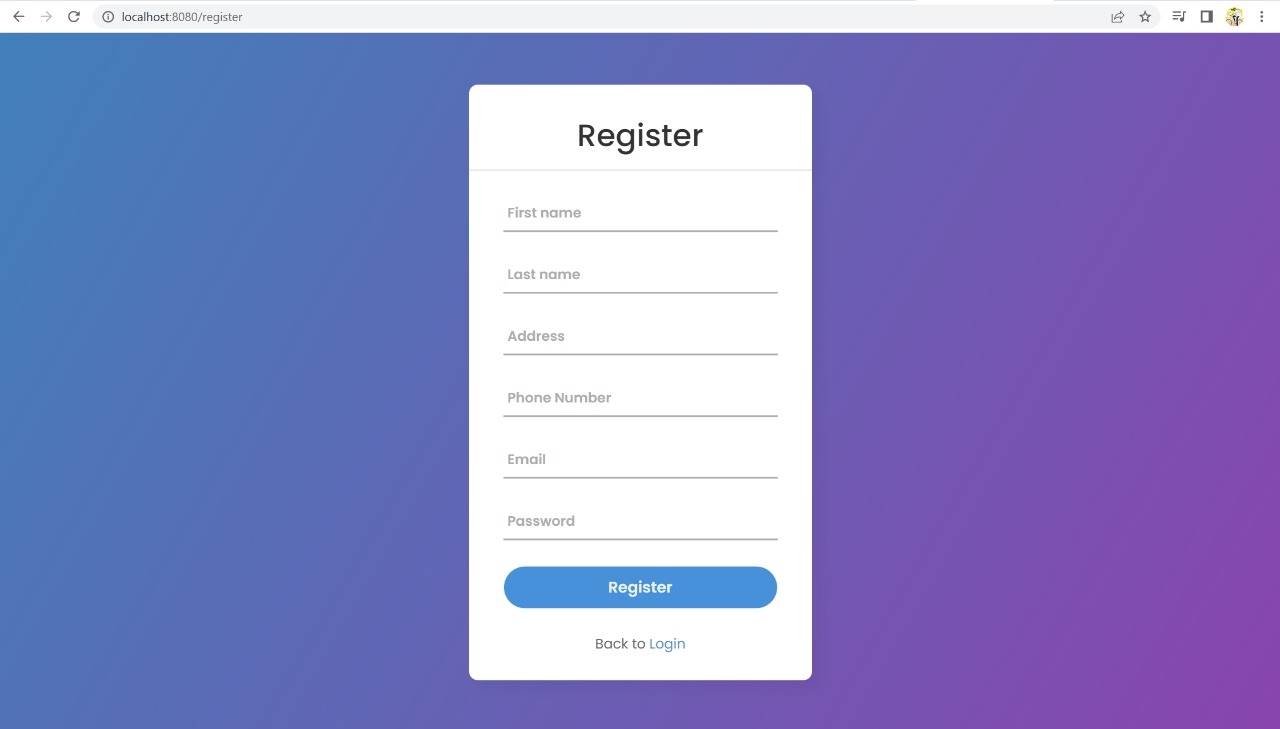 localhost:8080/register
Register
First name
Last name
Address
Phone Number
Email
Password
Register
Back to Login